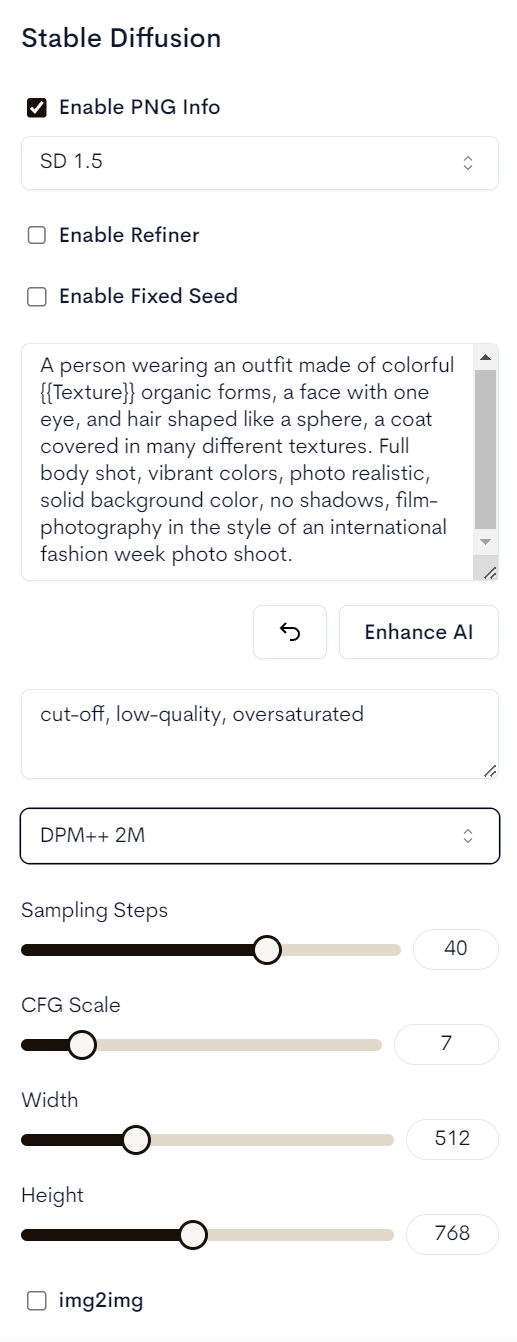 Stable Diffusion
Enable PNG Info
SD 1.5
Enable Refiner
Enable Fixed Seed
A person wearing an outfit made of colorful
{{Texture}} organic forms, a face with one
eye, and hair shaped like a sphere, a coat
covered in many different textures. Full
body shot, vibrant colors, photo realistic,
solid background color, no shadows, film-
photography in the style of an international
fashion week photo shoot.
Enhance AI
cut-off, low-quality, oversaturated
DPM++ 2M
Sampling Steps
40
CFG Scale
7
Width
512
Height
768
img2img